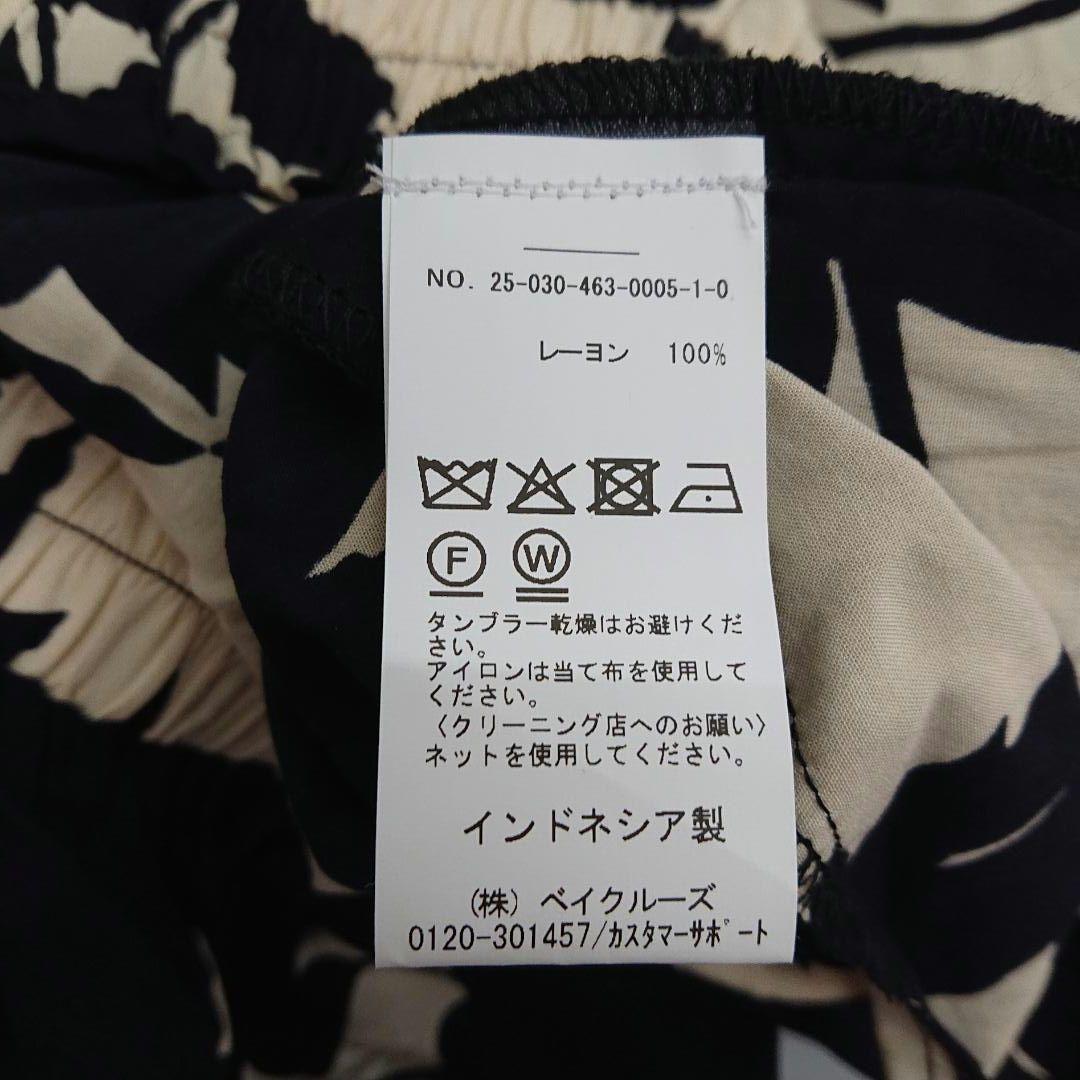 NO. 25-030-463-0005-1-0
レーヨン 100%
F W
タンブラー乾燥はお避けくだ
さい。
アイロンは当て布を使用して
ください。
〈クリーニング店へのお願い〉
ネットを使用してください。
インドネシア製
(株) ベイクルーズ
0120-301457/カスタマーサポート